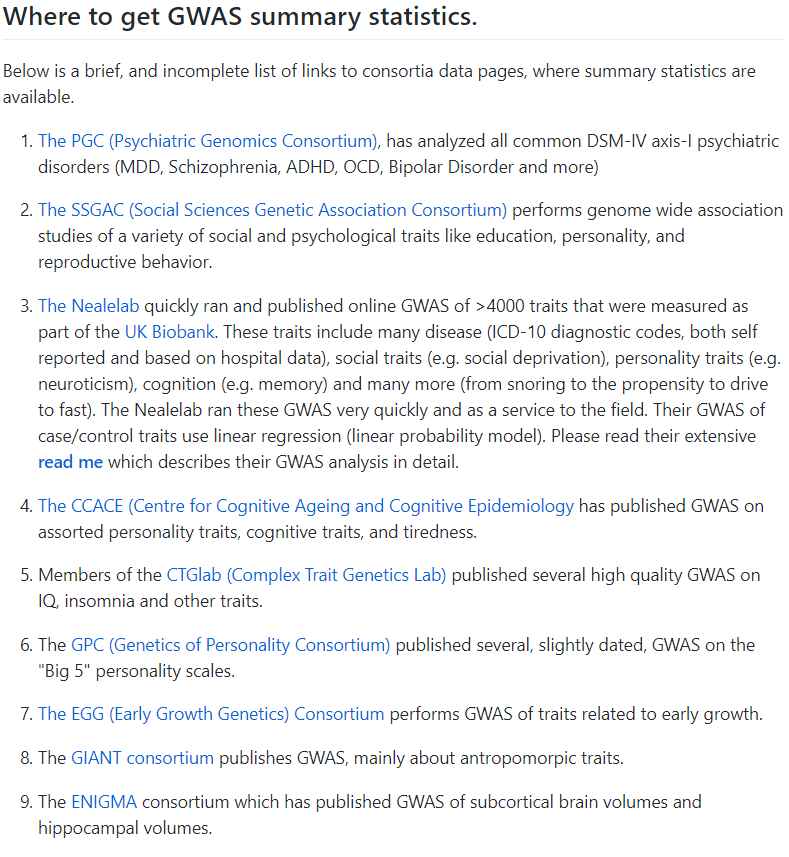 Where to get GWAS summary statistics.
Below is a brief, and incomplete list of links to consortia data pages, where summary statistics are
available.
1. The PGC (Psychiatric Genomics Consortium), has analyzed all common DSM-IV axis-I psychiatric
disorders (MDD, Schizophrenia, ADHD, OCD, Bipolar Disorder and more)
2. The SSGAC (Social Sciences Genetic Association Consortium) performs genome wide association
studies of a variety of social and psychological traits like education, personality, and
reproductive behavior.
3. The Nealelab quickly ran and published online GWAS of >4000 traits that were measured as
part of the UK Biobank. These traits include many disease (ICD-10 diagnostic codes, both self
reported and based on hospital data), social traits (e.g. social deprivation), personality traits (e.g.
neuroticism), cognition (e.g. memory) and many more (from snoring to the propensity to drive
to fast). The Nealelab ran these GWAS very quickly and as a service to the field. Their GWAS of
case/control traits use linear regression (linear probability model). Please read their extensive
read me which describes their GWAS analysis in detail.
4. The CCACE (Centre for Cognitive Ageing and Cognitive Epidemiology has published GWAS on
assorted personality traits, cognitive traits, and tiredness.
5. Members of the CTGlab (Complex Trait Genetics Lab) published several high quality GWAS on
IQ, insomnia and other traits.
6. The GPC (Genetics of Personality Consortium) published several, slightly dated, GWAS on the
"Big 5" personality scales.
7. The EGG (Early Growth Genetics) Consortium performs GWAS of traits related to early growth.
8. The GIANT consortium publishes GWAS, mainly about antropomorpic traits.
9. The ENIGMA consortium which has published GWAS of subcortical brain volumes and
hippocampal volumes.